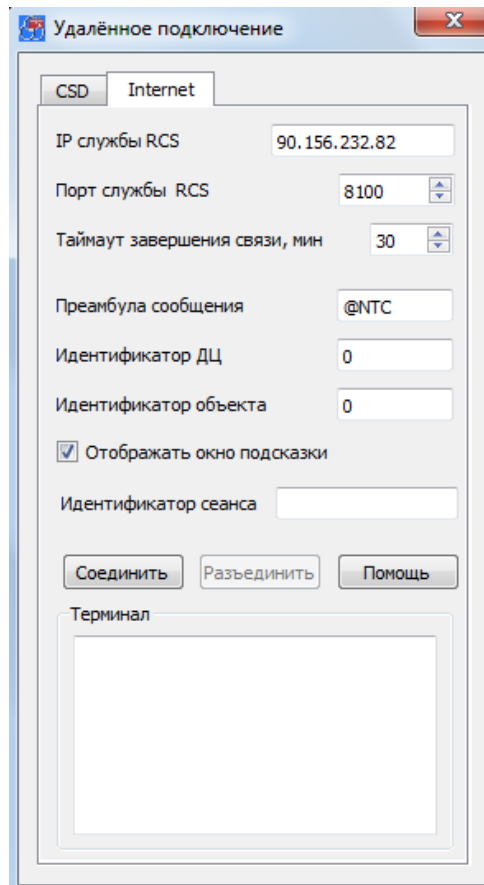 Удалённое подключение
CSD Internet
IP службы RCS 90.156.232.82
Порт службы RCS 8100
Таймаут завершения связи, мин 30
Преамбула сообщения @NTC
Идентификатор ДЦ 0
Идентификатор объекта 0
Отображать окно подсказки
Идентификатор сеанса
Соединить Разъединить Помощь
Терминал